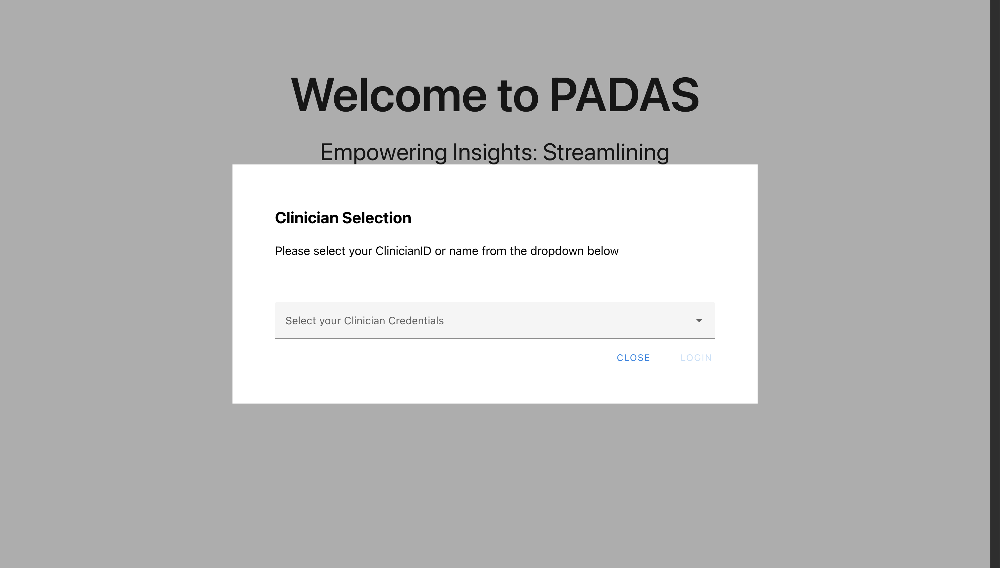 Welcome to PADAS
Empowering Insights: Streamlining
Clinician Selection
Please select your ClinicianID or name from the dropdown below
Select your Clinician Credentials
CLOSE LOGIN